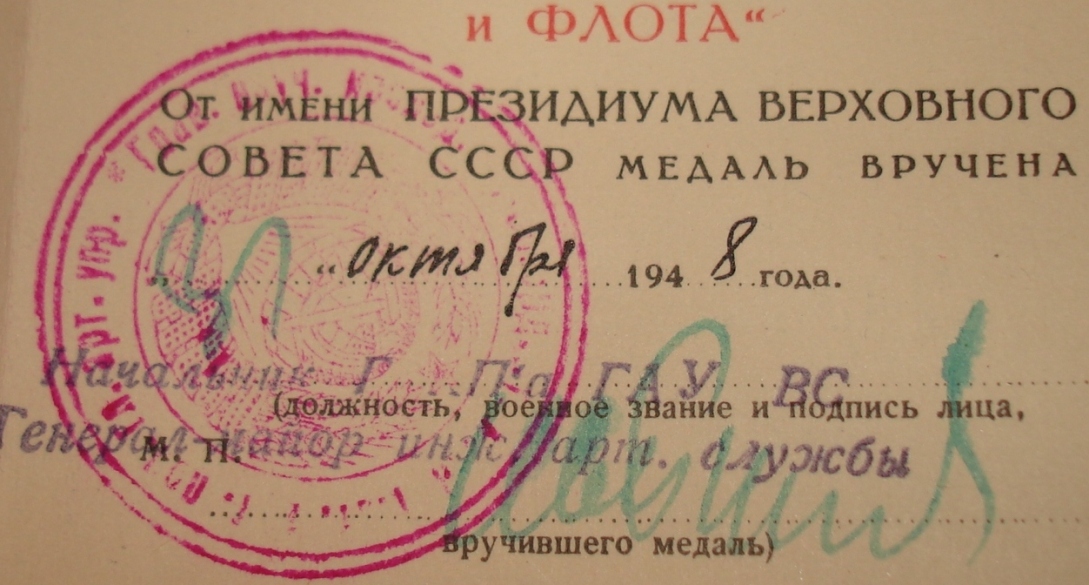 и ФЛОТА“
От имени ПРЕЗИДИУМА ВЕРХОВНОГО
СОВЕТА СССР МЕДАЛЬ ВРУЧЕНА
„ “ октября 1948 года.
Начальник ГАУ ВС
(должность, военное звание и подпись лица,
Генерал-майор инж. арт. службы
М. П.
вручившего медаль)